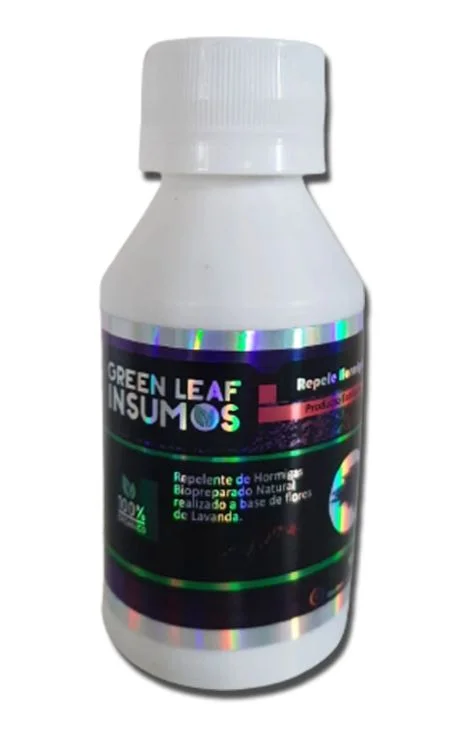 GREEN LEAF
INSUMOS
Repele
Repelente de Hormigas
Biopreparado Natural
realizado a base de flores
de Lavanda.
100%